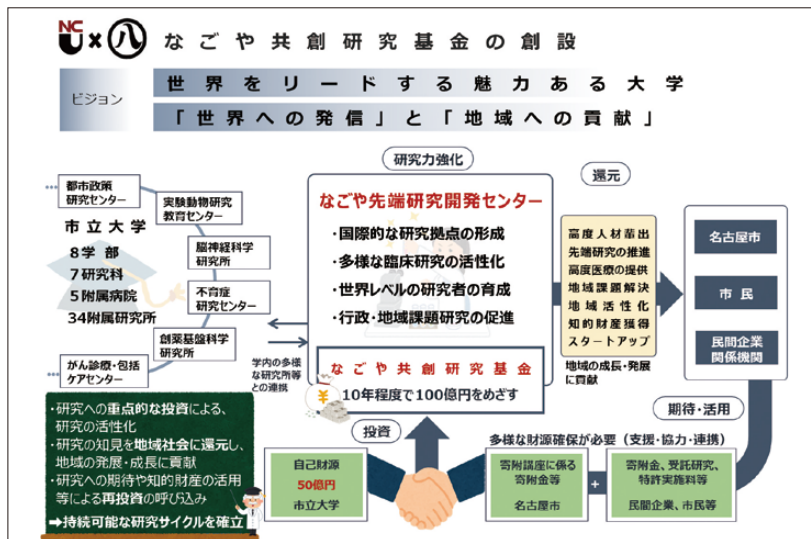 NC
U×八 なごや共創研究基金の創設
ビジョン
世界をリードする魅力ある大学
「世界への発信」と「地域への貢献」
研究力強化
還元
都市政策
研究センター
実験動物研究
教育センター
市立大学
8学部
7研究科
5附属病院
34附属研究所
脳神経科学
研究所
不育症
研究センター
創薬基盤科学
研究所
がん診療・包括
ケアセンター
学内の多様
な研究所等
との連携
なごや先端研究開発センター
・国際的な研究拠点の形成
・多様な臨床研究の活性化
・世界レベルの研究者の育成
・行政・地域課題研究の促進
なごや共創研究基金
10年程度で100億円をめざす
¥
高度人材輩出
先端研究の推進
高度医療の提供
地域課題解決
地域活性化
知的財産獲得
スタートアップ
地域の成長・発展
に貢献
名古屋市
市民
民間企業
関係機関
期待・活用
投資
多様な財源確保が必要（支援・協力・連携）
・研究への重点的な投資による、
研究の活性化
・研究の知見を地域社会に還元し、
地域の発展・成長に貢献
・研究への期待や知的財産の活用
等による再投資の呼び込み
➡持続可能な研究サイクルを確立
自己財源
50億円
市立大学
寄附講座に係る
寄附金等
名古屋市
+
寄附金、受託研究、
特許実施料等
民間企業、市民等